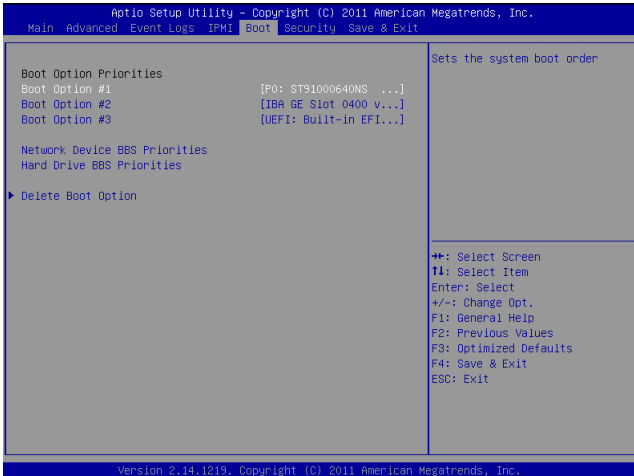 Aptio Setup Utility – Copyright (C) 2011 American Megatrends, Inc.
Main Advanced Event Logs IPMI Boot Security Save & Exit
Boot Option Priorities
Boot Option #1 [P0: ST91000640NS ...]
Boot Option #2 [IBA GE Slot 0400 v...]
Boot Option #3 [UEFI: Built-in EFI...]
Network Device BBS Priorities
Hard Drive BBS Priorities
Delete Boot Option
Sets the system boot order
→←: Select Screen
↑↓: Select Item
Enter: Select
+/-: Change Opt.
F1: General Help
F2: Previous Values
F3: Optimized Defaults
F4: Save & Exit
ESC: Exit
Version 2.14.1219. Copyright (C) 2011 American Megatrends, Inc.